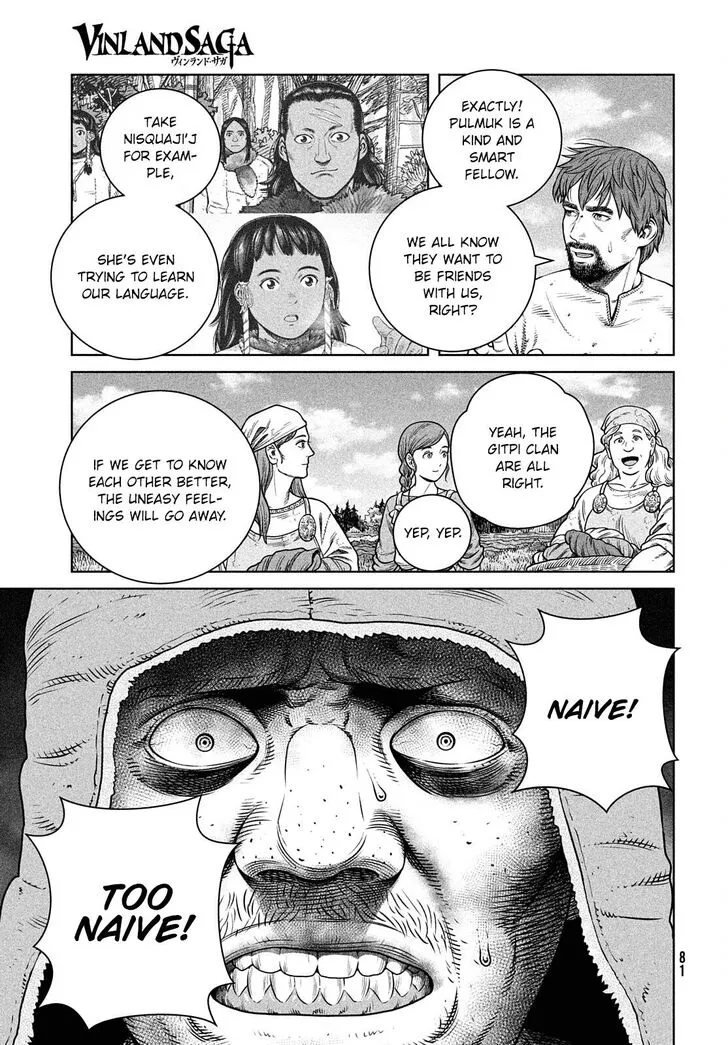 VINLAND SAGA
ヴィンランド・サガ
EXACTLY!
PULMUK IS A
KIND AND
SMART
FELLOW.
WE ALL KNOW
THEY WANT TO
BE FRIENDS
WITH US,
RIGHT?
TAKE
NISQUAJI'J
FOR EXAM-
PLE,
SHE'S EVEN
TRYING TO LEARN
OUR LANGUAGE.
YEAH, THE
GITPI CLAN
ARE ALL
RIGHT.
YEP, YEP.
IF WE GET TO KNOW
EACH OTHER BETTER,
THE UNEASY FEEL-
INGS WILL GO AWAY.
NAIVE!
TOO
NAIVE!
81